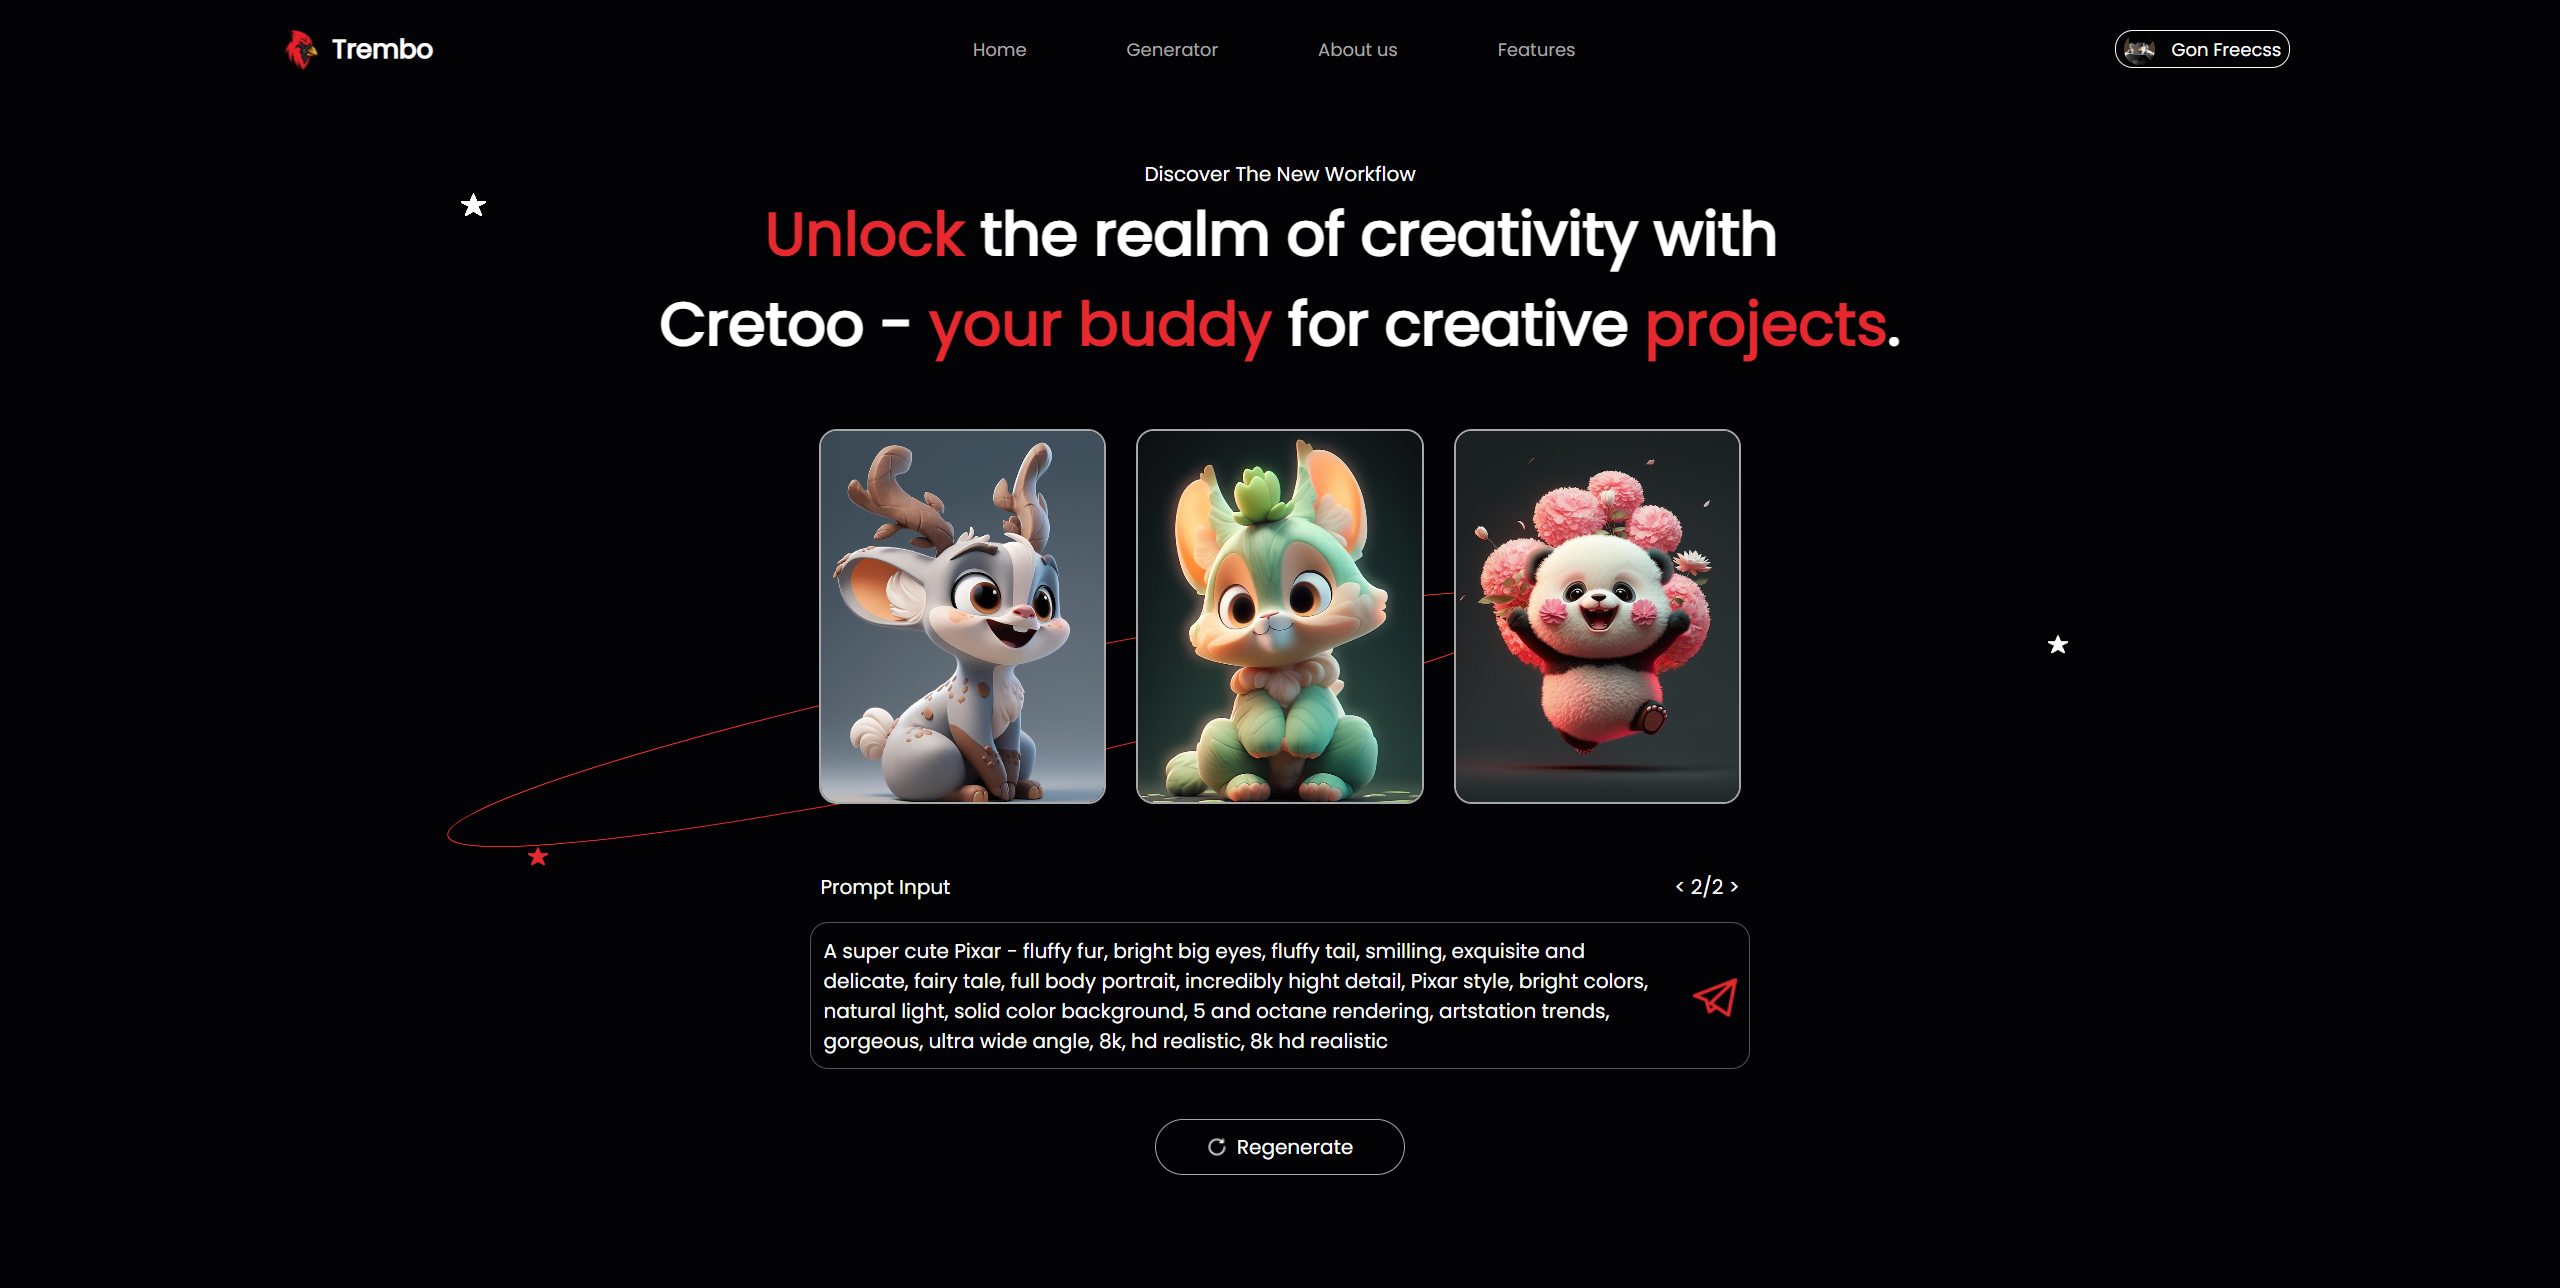 Trembo
Home
Generator
About us
Features
Gon Freecss
Discover The New Workflow
Unlock the realm of creativity with
Cretoo - your buddy for creative projects.
Prompt Input
< 2/2 >
A super cute Pixar - fluffy fur, bright big eyes, fluffy tail, smilling, exquisite and
delicate, fairy tale, full body portrait, incredibly hight detail, Pixar style, bright colors,
natural light, solid color background, 5 and octane rendering, artstation trends,
gorgeous, ultra wide angle, 8k, hd realistic, 8k hd realistic
Regenerate